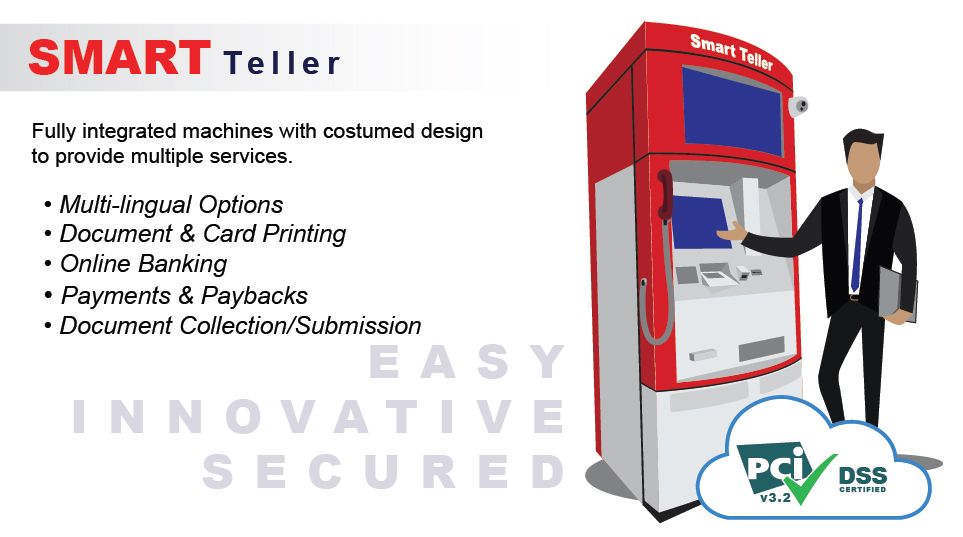 SMART Teller
Fully integrated machines with costumed design
to provide multiple services.
• Multi-lingual Options
• Document & Card Printing
• Online Banking
• Payments & Paybacks
• Document Collection/Submission
EASY
INNOVATIVE
SECURED
Smart Teller
PCi
v3.2
DSS
CERTIFIED